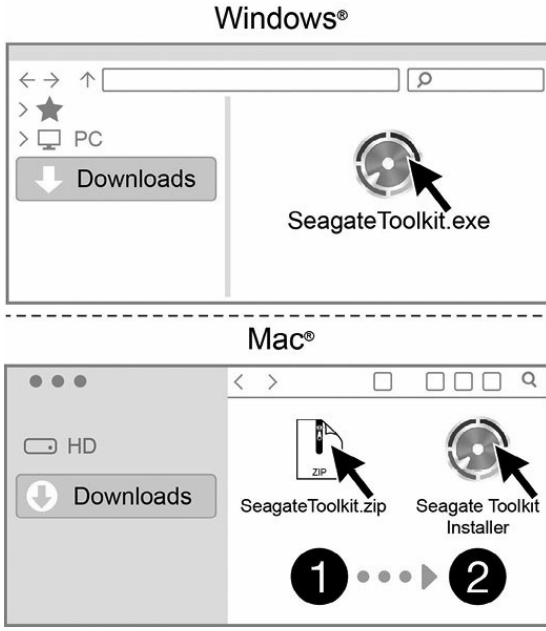 Windows®
PC
Downloads
SeagateToolkit.exe
Mac®
HD
Downloads
ZIP
SeagateToolkit.zip
Seagate Toolkit
Installer
1
2